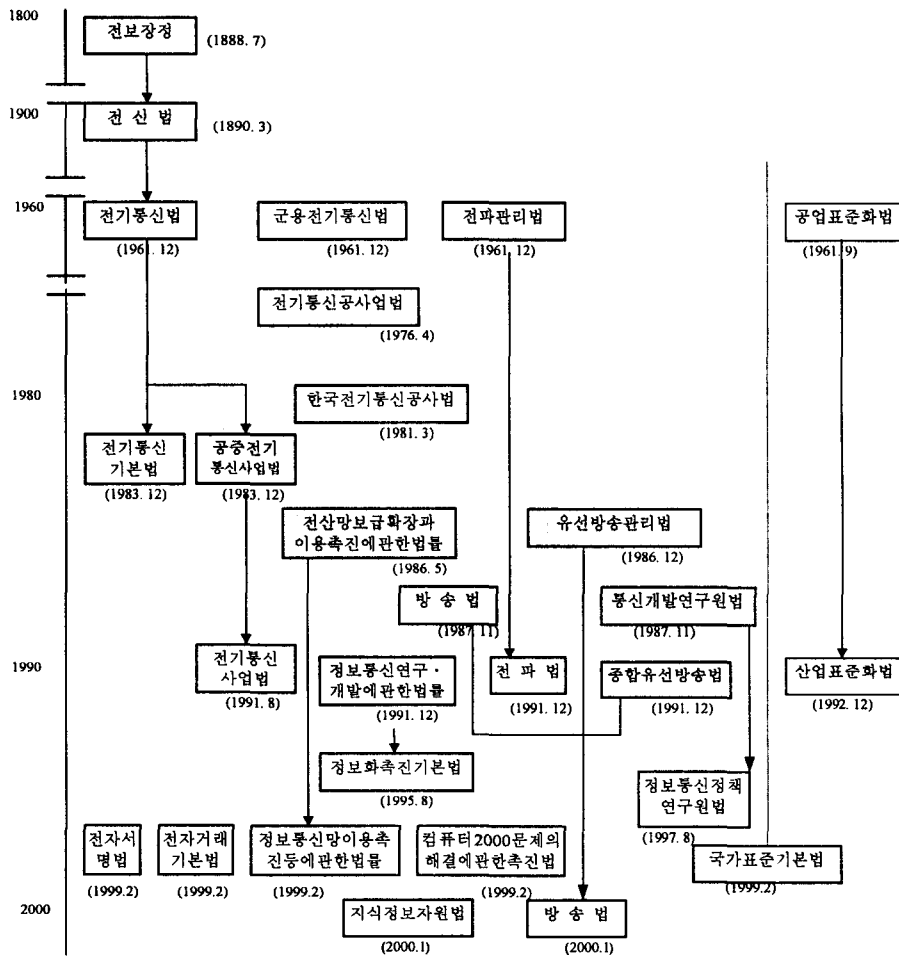 1800
전보장정
(1888. 7)
1900
전 신 법
(1890. 3)
1960
전기통신법
(1961. 12)
군용전기통신법
(1961. 12)
전파관리법
(1961. 12)
공업표준화법
(1961. 9)
전기통신공사업법
(1976. 4)
1980
한국전기통신공사법
(1981. 3)
전기통신
기본법
(1983. 12)
공중전기
통신사업법
(1983. 12)
전산망보급확장과
이용촉진에관한법률
(1986. 5)
유선방송관리법
(1986. 12)
방 송 법
(1987. 11)
통신개발연구원법
(1987. 11)
1990
전기통신
사업법
(1991. 8)
정보통신연구·
개발에관한법률
(1991. 12)
전 파 법
(1991. 12)
종합유선방송법
(1991. 12)
산업표준화법
(1992. 12)
정보화촉진기본법
(1995. 8)
정보통신정책
연구원법
(1997. 8)
전자서
명법
(1999.2)
전자거래
기본법
(1999.2)
정보통신망이용촉
진등에관한법률
(1999.2)
컴퓨터2000문제의
해결에관한촉진법
(1999.2)
국가표준기본법
(1999.2)
2000
지식정보자원법
(2000.1)
방 송 법
(2000.1)